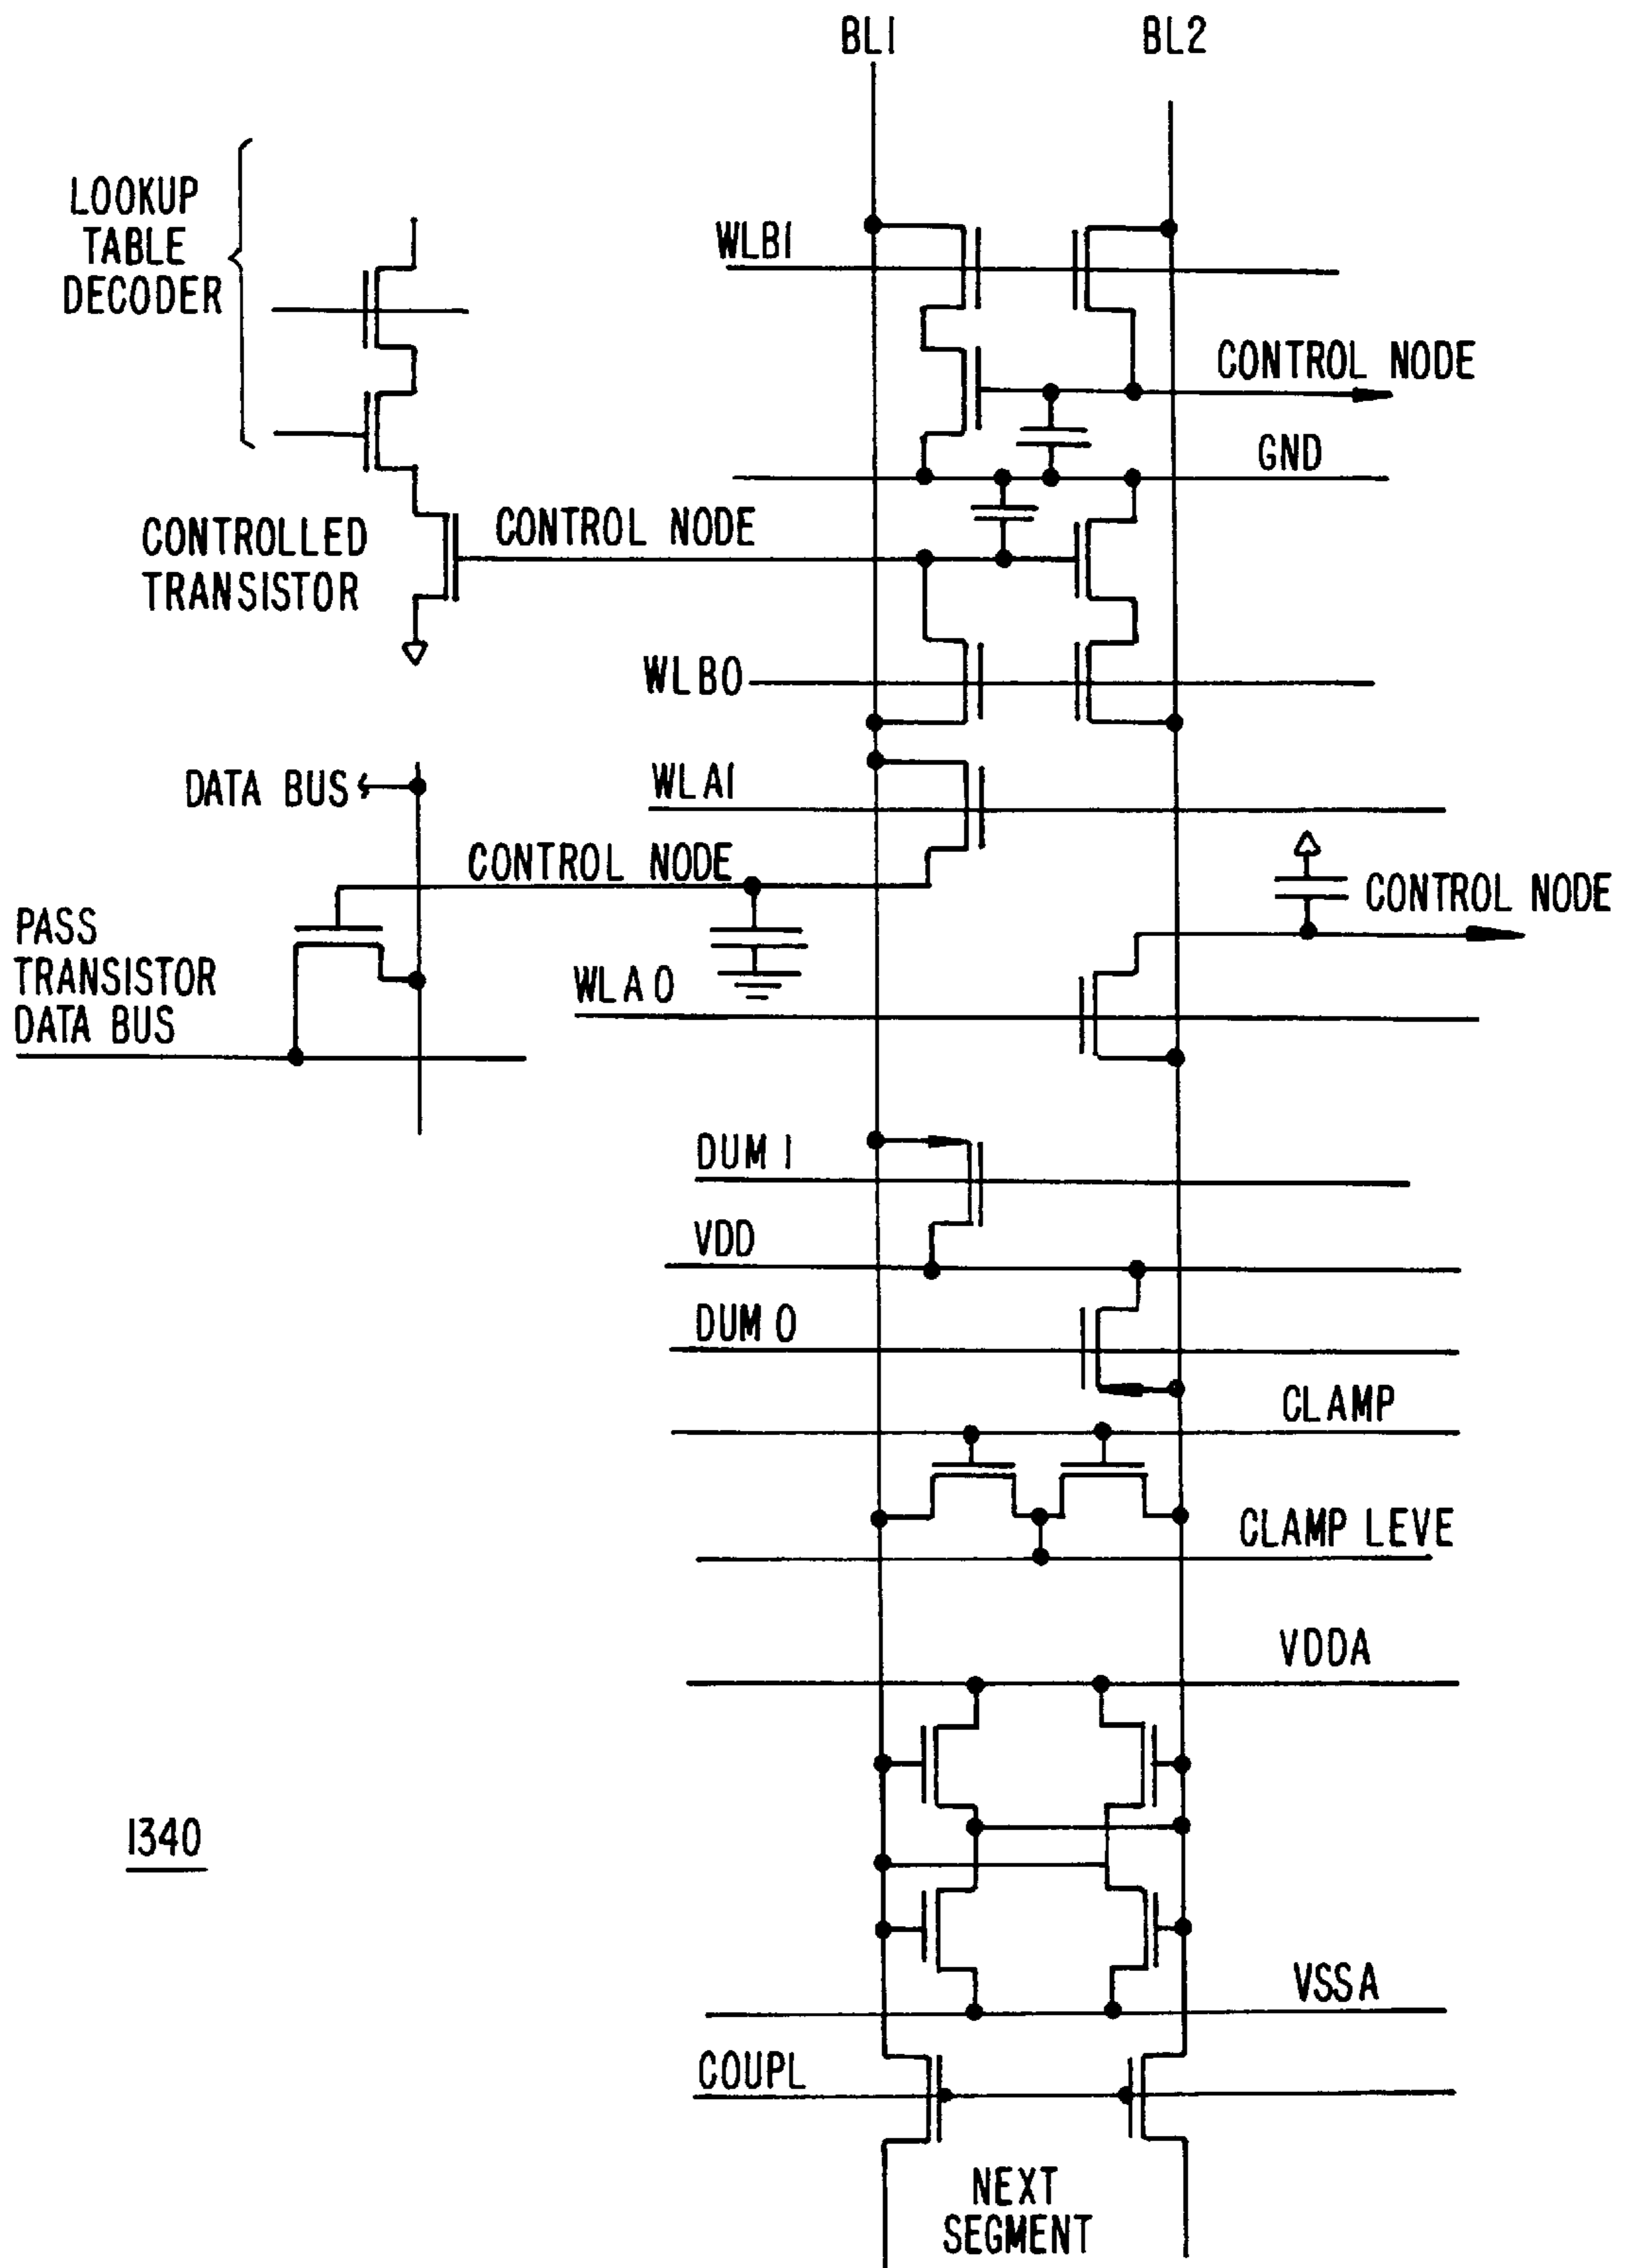 BL1
BL2
LOOKUP
TABLE
DECODER
WLB1
CONTROL NODE
GND
CONTROLLED
TRANSISTOR
CONTROL NODE
WLB0
DATA BUS
WLA1
CONTROL NODE
CONTROL NODE
PASS
TRANSISTOR
DATA BUS
WLA0
DUM 1
VDD
DUM 0
CLAMP
CLAMP LEVE
VDDA
1340
VSSA
COUPL
NEXT
SEGMENT